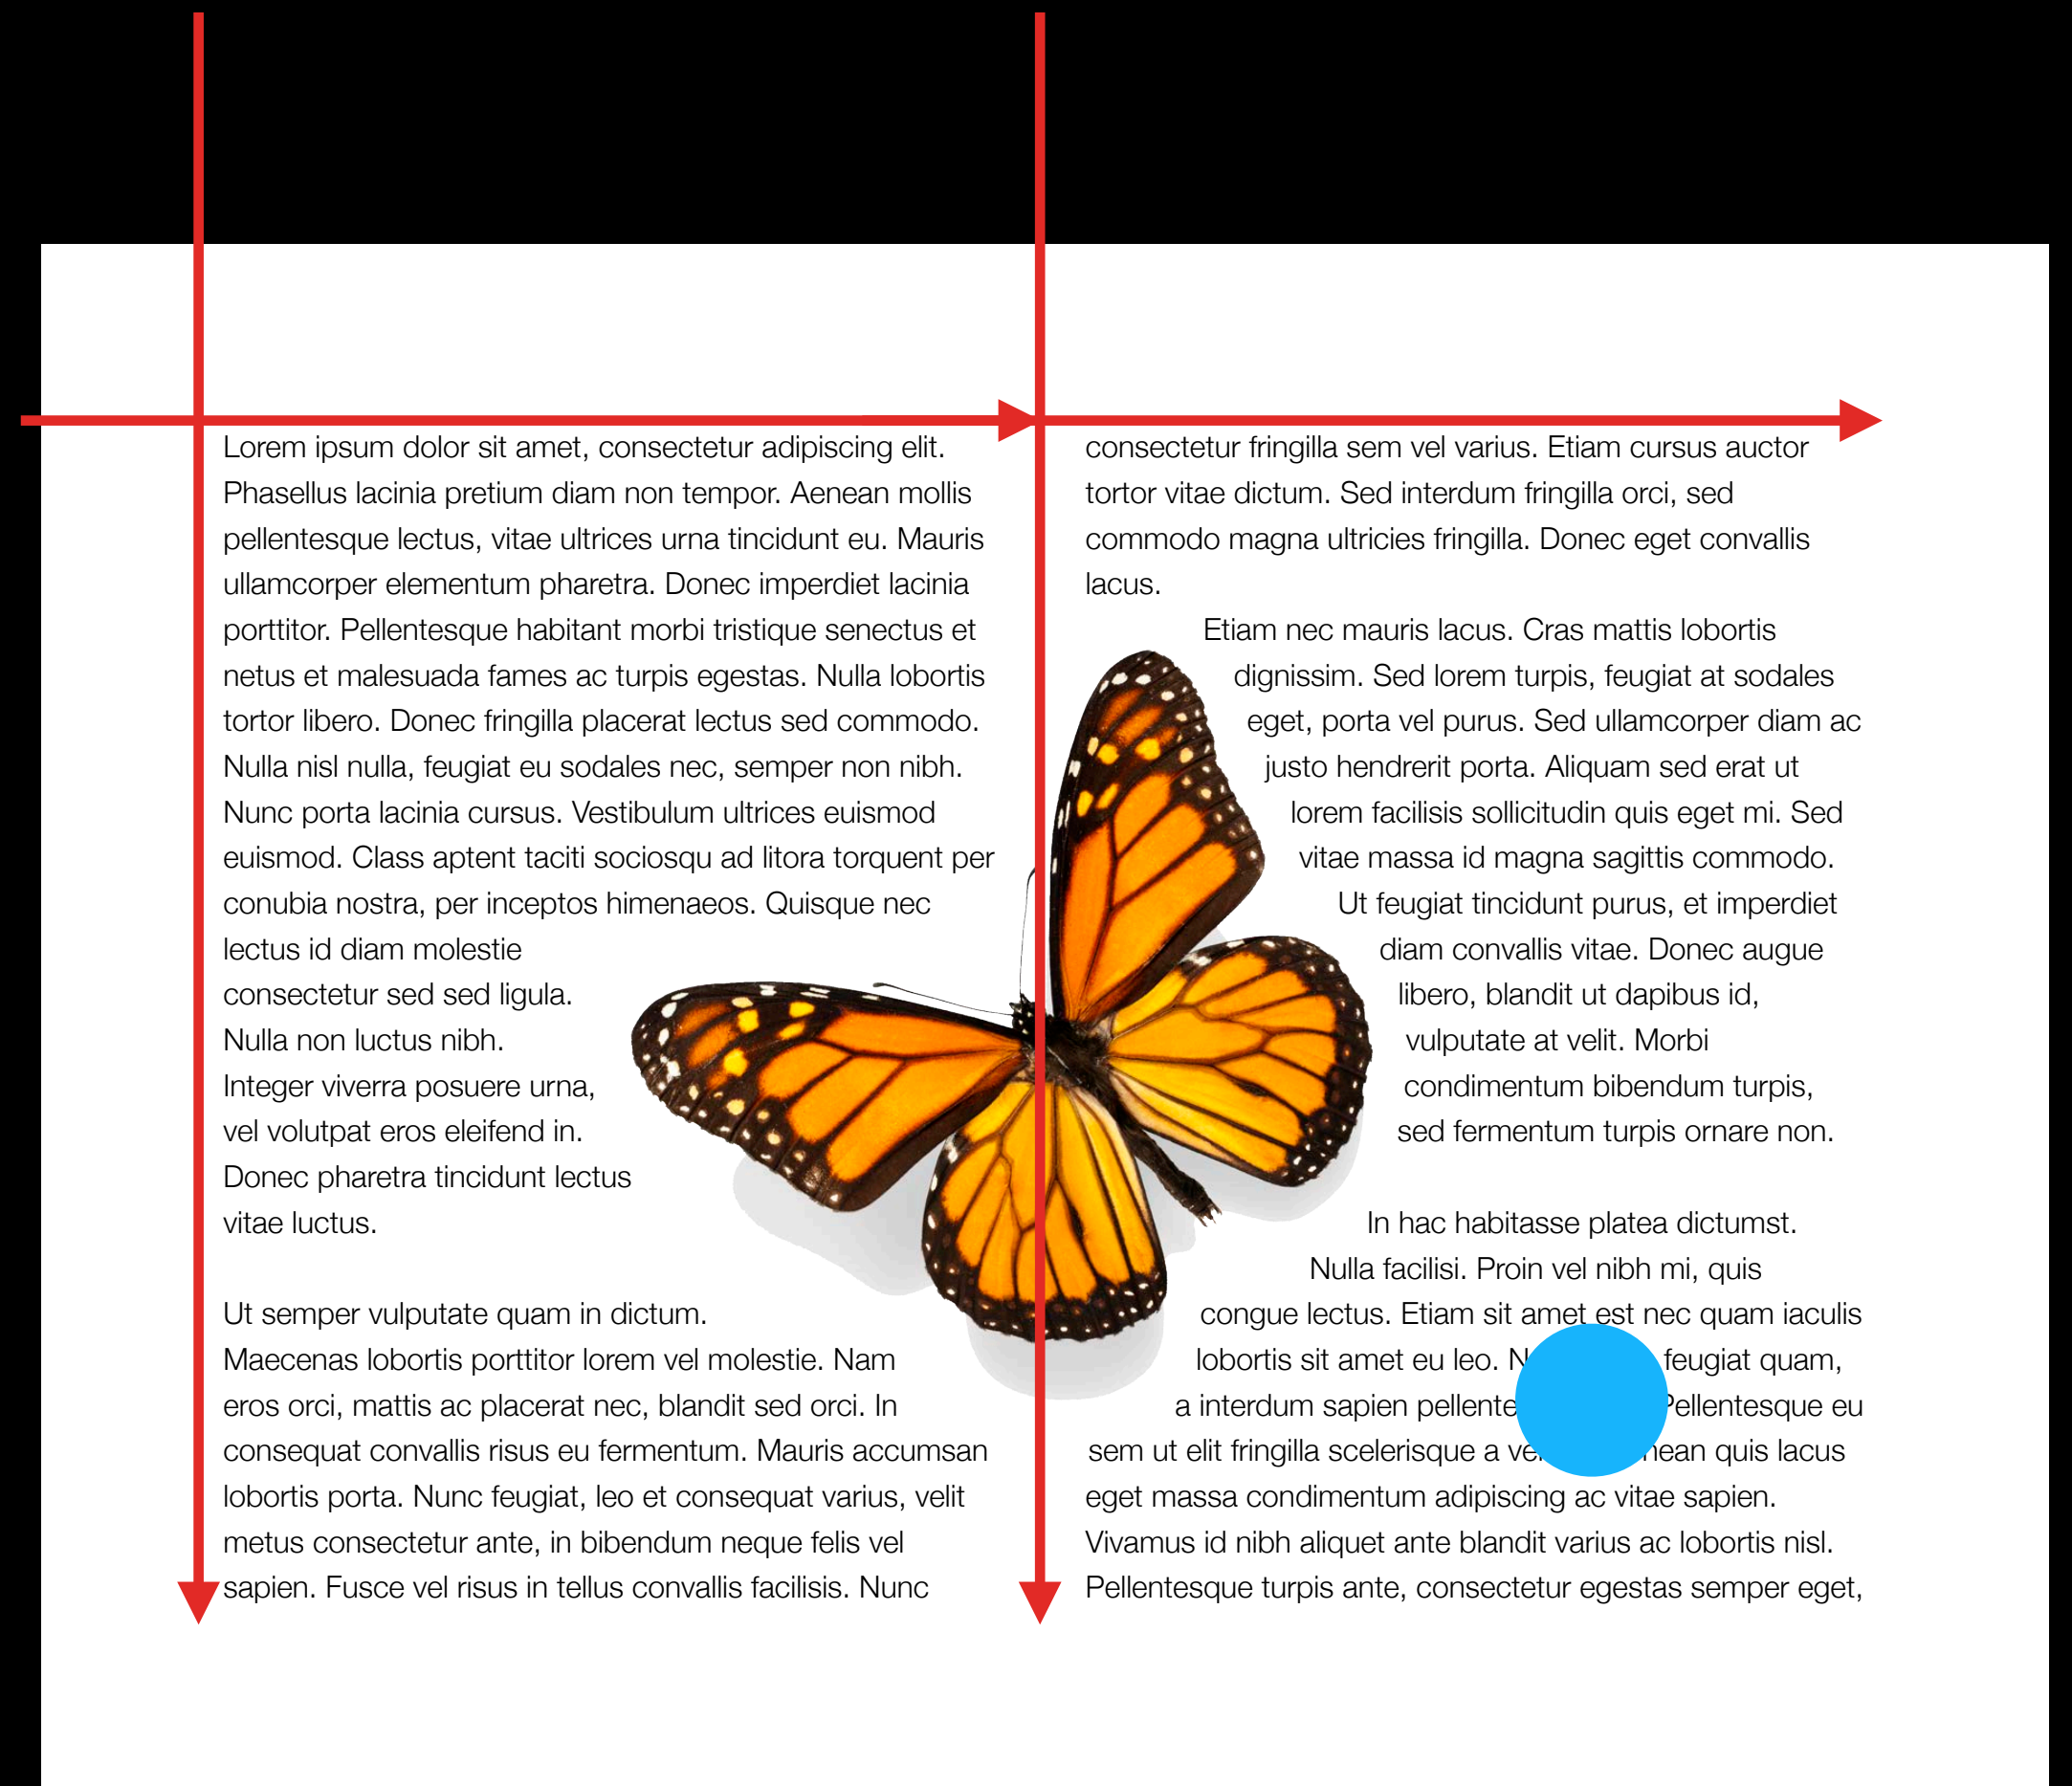 Lorem ipsum dolor sit amet, consectetur adipiscing elit.
Phasellus lacinia pretium diam non tempor. Aenean mollis
pellentesque lectus, vitae ultrices urna tincidunt eu. Mauris
ullamcorper elementum pharetra. Donec imperdiet lacinia
porttitor. Pellentesque habitant morbi tristique senectus et
netus et malesuada fames ac turpis egestas. Nulla lobortis
tortor libero. Donec fringilla placerat lectus sed commodo.
Nulla nisl nulla, feugiat eu sodales nec, semper non nibh.
Nunc porta lacinia cursus. Vestibulum ultrices euismod
euismod. Class aptent taciti sociosqu ad litora torquent per
conubia nostra, per inceptos himenaeos. Quisque nec
lectus id diam molestie
consectetur sed sed ligula.
Nulla non luctus nibh.
Integer viverra posuere urna,
vel volutpat eros eleifend in.
Donec pharetra tincidunt lectus
vitae luctus.
Ut semper vulputate quam in dictum.
Maecenas lobortis porttitor lorem vel molestie. Nam
eros orci, mattis ac placerat nec, blandit sed orci. In
consequat convallis risus eu fermentum. Mauris accumsan
lobortis porta. Nunc feugiat, leo et consequat varius, velit
metus consectetur ante, in bibendum neque felis vel
sapien. Fusce vel risus in tellus convallis facilisis. Nunc
consectetur fringilla sem vel varius. Etiam cursus auctor
tortor vitae dictum. Sed interdum fringilla orci, sed
commodo magna ultricies fringilla. Donec eget convallis
lacus.
Etiam nec mauris lacus. Cras mattis lobortis
dignissim. Sed lorem turpis, feugiat at sodales
eget, porta vel purus. Sed ullamcorper diam ac
justo hendrerit porta. Aliquam sed erat ut
lorem facilisis sollicitudin quis eget mi. Sed
vitae massa id magna sagittis commodo.
Ut feugiat tincidunt purus, et imperdiet
diam convallis vitae. Donec augue
libero, blandit ut dapibus id,
vulputate at velit. Morbi
condimentum bibendum turpis,
sed fermentum turpis ornare non.
In hac habitasse platea dictumst.
Nulla facilisi. Proin vel nibh mi, quis
congue lectus. Etiam sit amet est nec quam iaculis
lobortis sit amet eu leo. feugiat quam,
a interdum sapien Pellentesque eu
sem ut elit fringilla scelerisque a quis lacus
eget massa condimentum adipiscing ac vitae sapien.
Vivamus id nibh aliquet ante blandit varius ac lobortis nisl.
Pellentesque turpis ante, consectetur egestas semper eget,